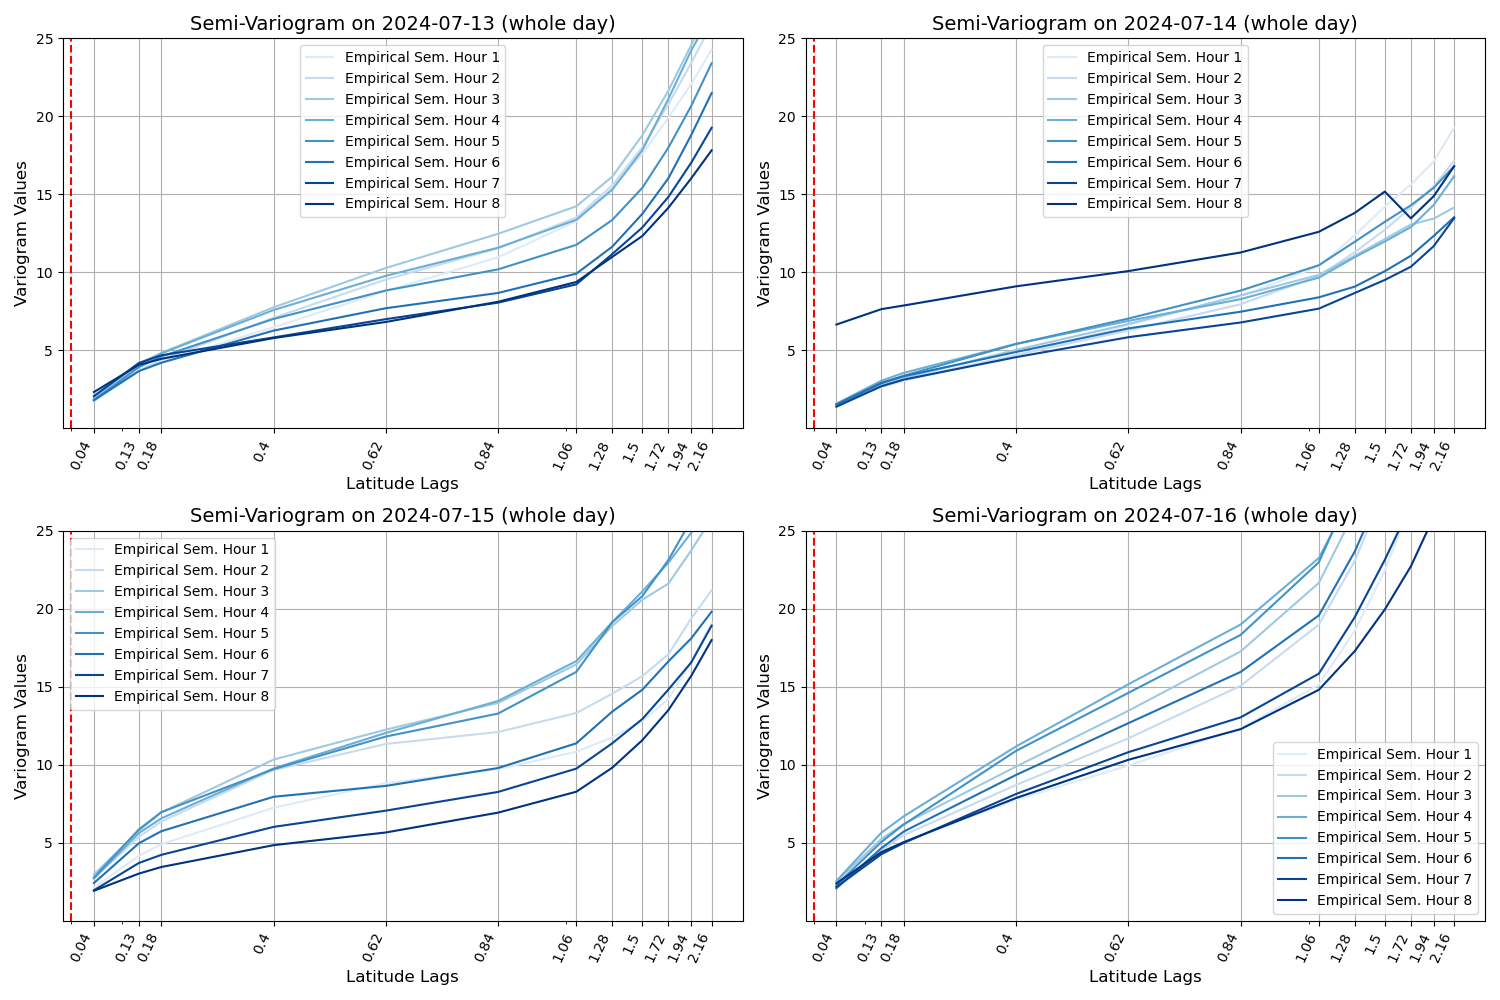 Semi-Variogram on 2024-07-13 (whole day)
25
20
15
10
5
Variogram Values
Empirical Sem. Hour 1
Empirical Sem. Hour 2
Empirical Sem. Hour 3
Empirical Sem. Hour 4
Empirical Sem. Hour 5
Empirical Sem. Hour 6
Empirical Sem. Hour 7
Empirical Sem. Hour 8
0.04 0.13 0.18 0.4 0.62 0.84 1.06 1.28 1.5 1.72 1.94 2.16
Latitude Lags
Semi-Variogram on 2024-07-14 (whole day)
25
20
15
10
5
Variogram Values
Empirical Sem. Hour 1
Empirical Sem. Hour 2
Empirical Sem. Hour 3
Empirical Sem. Hour 4
Empirical Sem. Hour 5
Empirical Sem. Hour 6
Empirical Sem. Hour 7
Empirical Sem. Hour 8
0.04 0.13 0.18 0.4 0.62 0.84 1.06 1.28 1.5 1.72 1.94 2.16
Latitude Lags
Semi-Variogram on 2024-07-15 (whole day)
25
20
15
10
5
Variogram Values
Empirical Sem. Hour 1
Empirical Sem. Hour 2
Empirical Sem. Hour 3
Empirical Sem. Hour 4
Empirical Sem. Hour 5
Empirical Sem. Hour 6
Empirical Sem. Hour 7
Empirical Sem. Hour 8
0.04 0.13 0.18 0.4 0.62 0.84 1.06 1.28 1.5 1.72 1.94 2.16
Latitude Lags
Semi-Variogram on 2024-07-16 (whole day)
25
20
15
10
5
Variogram Values
Empirical Sem. Hour 1
Empirical Sem. Hour 2
Empirical Sem. Hour 3
Empirical Sem. Hour 4
Empirical Sem. Hour 5
Empirical Sem. Hour 6
Empirical Sem. Hour 7
Empirical Sem. Hour 8
0.04 0.13 0.18 0.4 0.62 0.84 1.06 1.28 1.5 1.72 1.94 2.16
Latitude Lags